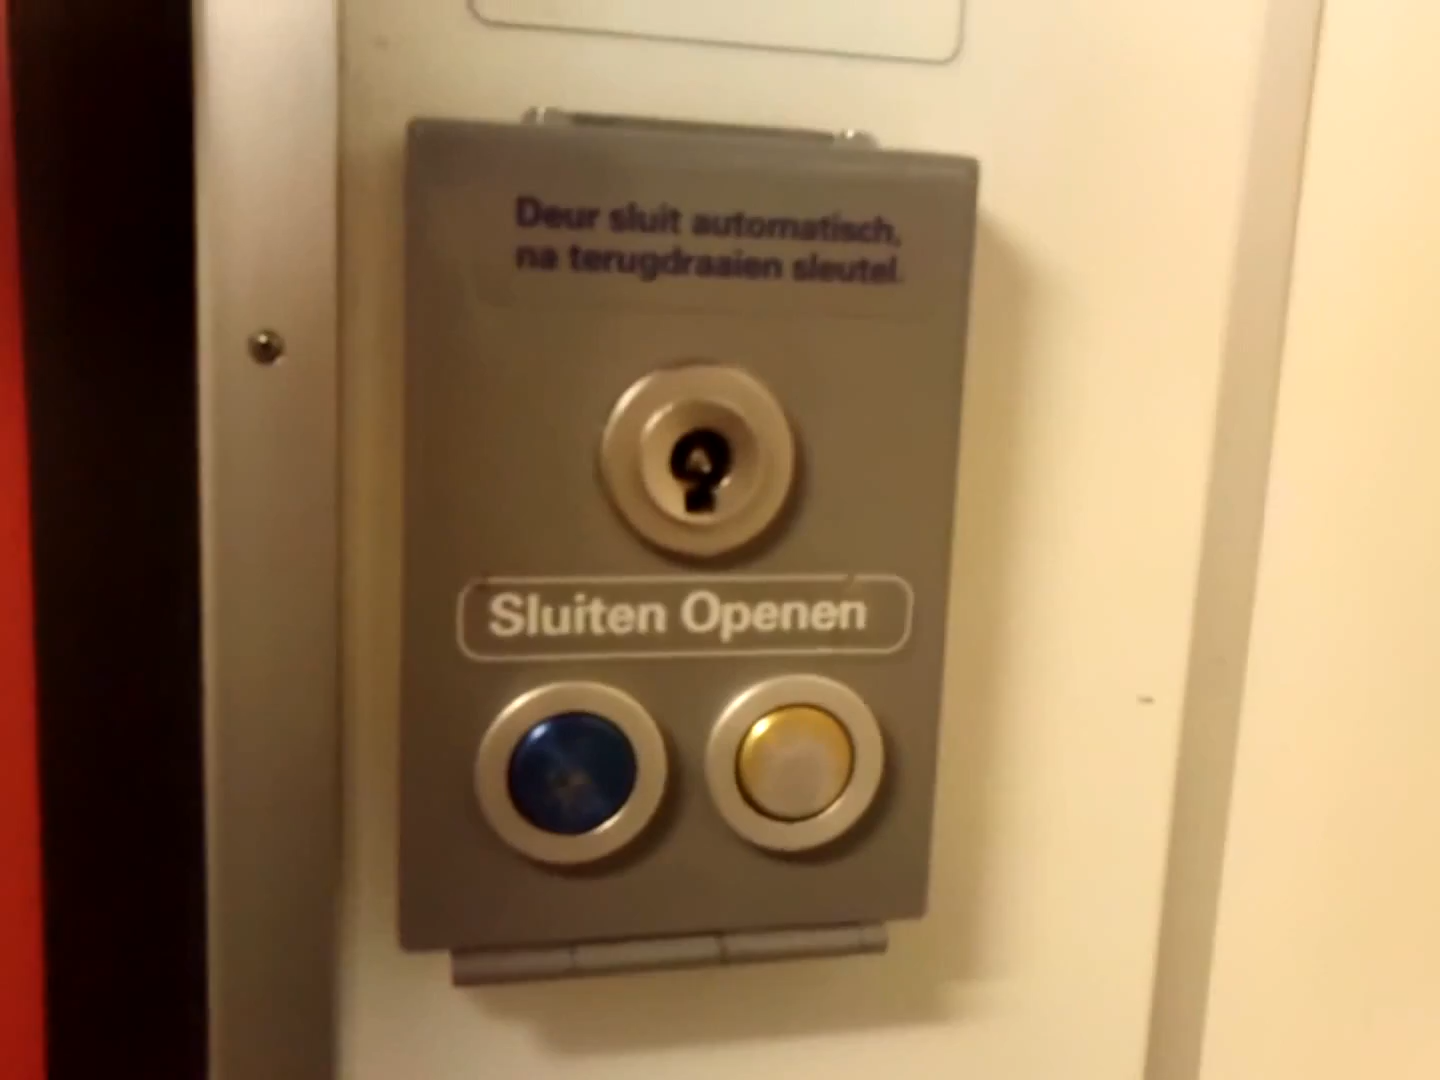 Deur sluit automatisch,
na terugdraaien sleutel.
Sluiten Openen